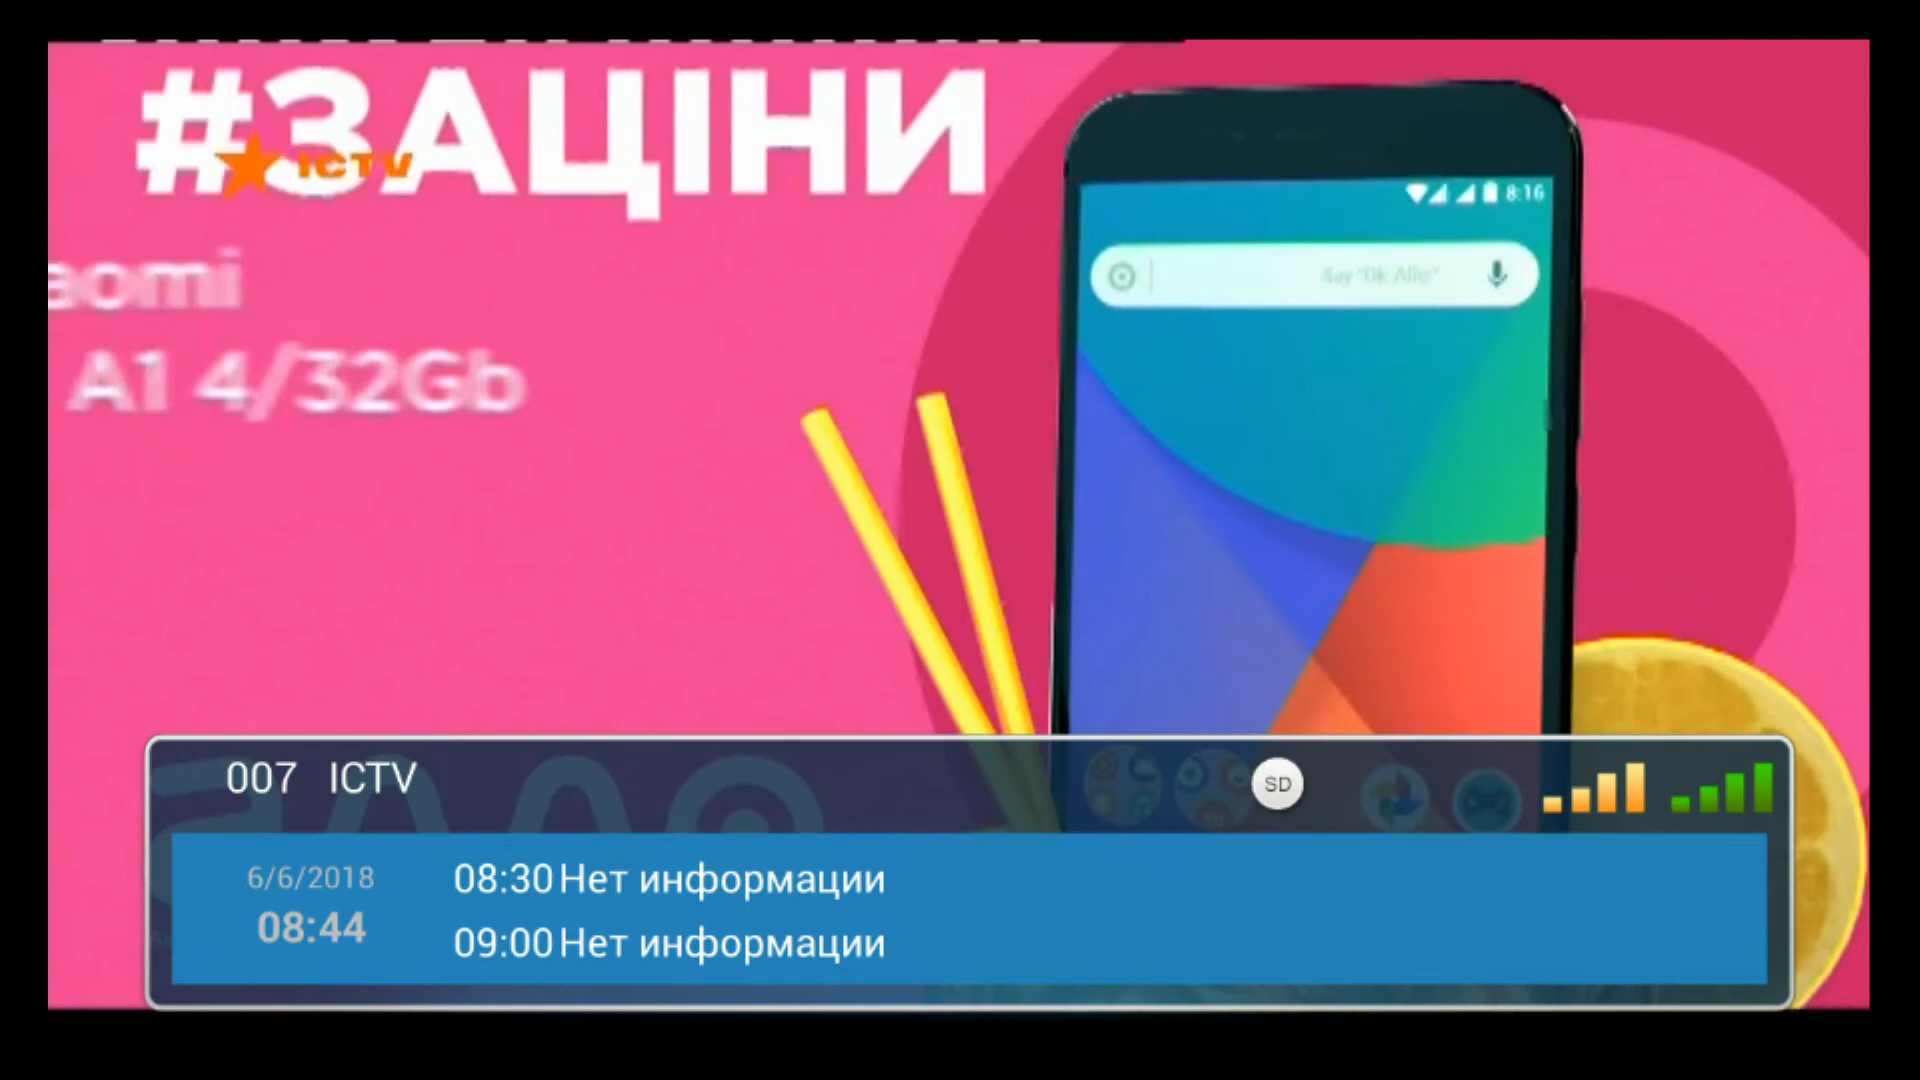 #ЗАЦІНИ
ICTV
aomi
A1 4/32Gb
8:16
Say "Ok Allo"
007 ICTV
SD
6/6/2018
08:44
08:30 Нет информации
09:00 Нет информации